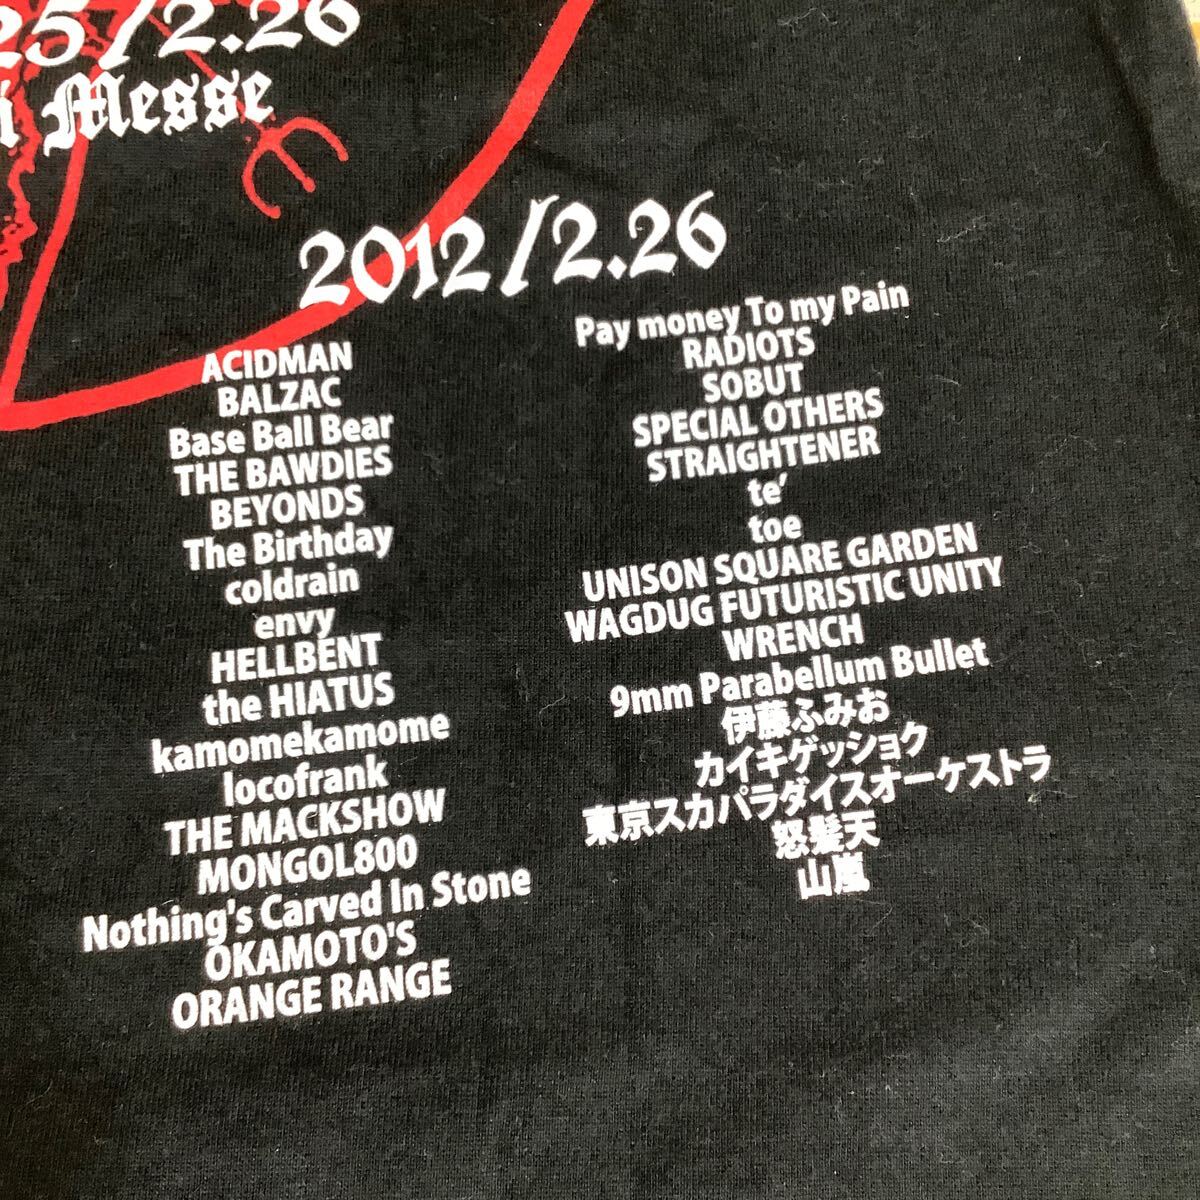 25/2.26
i Messe
2012/2.26
ACIDMAN
BALZAC
Base Ball Bear
THE BAWDIES
BEYONDS
The Birthday
coldrain
envy
HELLBENT
the HIATUS
kamomekamome
locofrank
THE MACKSHOW
MONGOL800
Nothing's Carved In Stone
OKAMOTO'S
ORANGE RANGE
Pay money To my Pain
RADIOTS
SOBUT
SPECIAL OTHERS
STRAIGHTENER
te'
toe
UNISON SQUARE GARDEN
WAGDUG FUTURISTIC UNITY
WRENCH
9mm Parabellum Bullet
伊藤ふみお
カイキゲッショク
東京スカパラダイスオーケストラ
怒髪天
山嵐